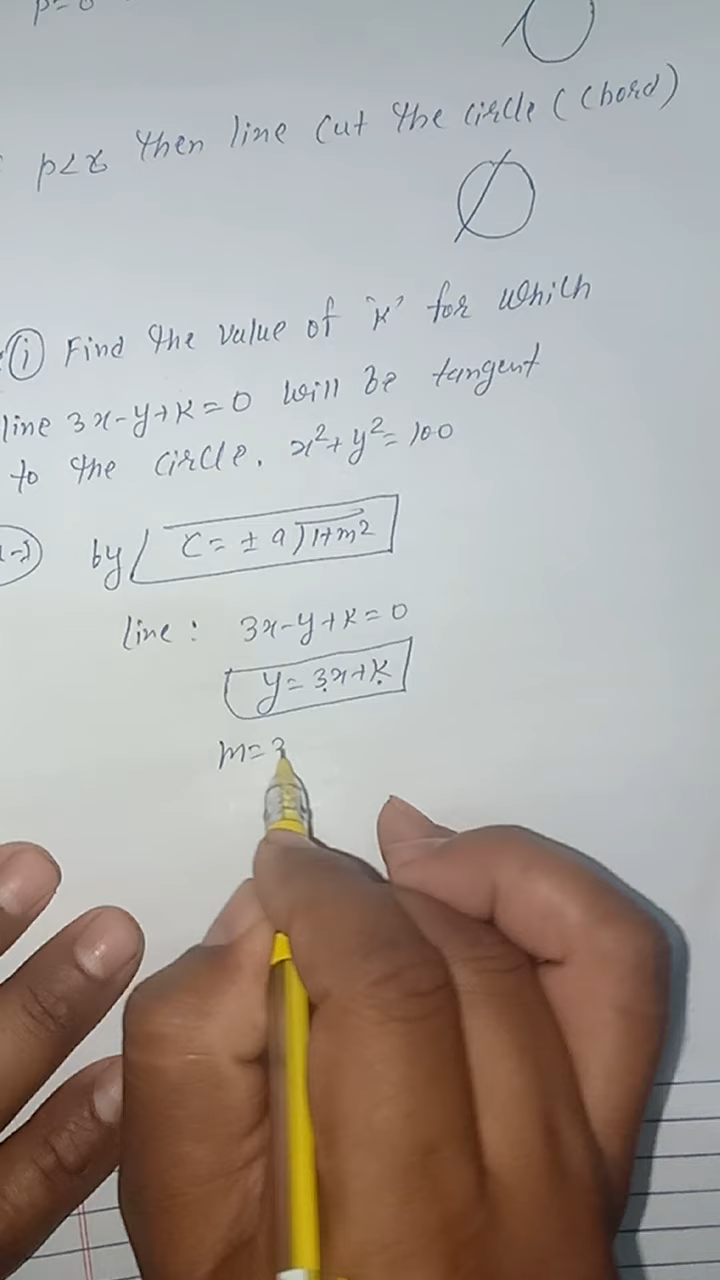 p=0
p<r then line cut the circle (chord)
(i) Find the value of 'K' for which
line 3x-y+K=0 will be tangent
to the circle. x²+y²=100
by C= ± a√1+m²
line: 3x-y+K=0
y=3x+K
m=3